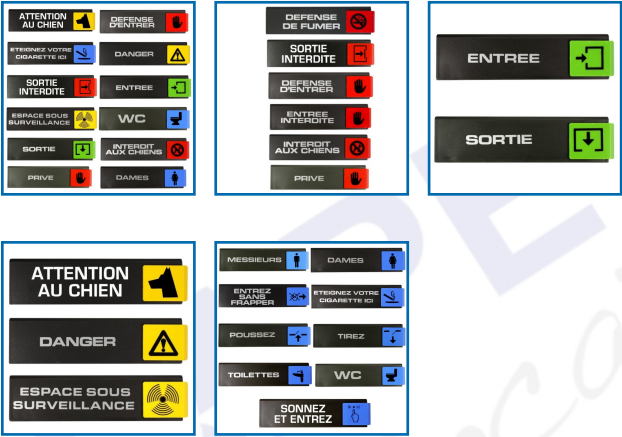 ATTENTION
AU CHIEN
DEFENSE
D'ENTRER
ETEIGNEZ VOTRE
CIGARETTE ICI
DANGER
SORTIE
INTERDITE
ENTREE
ESPACE SOUS
SURVEILLANCE
WC
SORTIE
INTERDIT
AUX CHIENS
PRIVE
DAMES
DEFENSE
DE FUMER
SORTIE
INTERDITE
DEFENSE
D'ENTRER
ENTREE
INTERDITE
INTERDIT
AUX CHIENS
PRIVE
ENTREE
SORTIE
ATTENTION
AU CHIEN
DANGER
ESPACE SOUS
SURVEILLANCE
MESSIEURS
DAMES
ENTREZ
SANS
FRAPPER
ETEIGNEZ VOTRE
CIGARETTE ICI
POUSSEZ
TIREZ
TOILETTES
WC
SONNEZ
ET ENTREZ